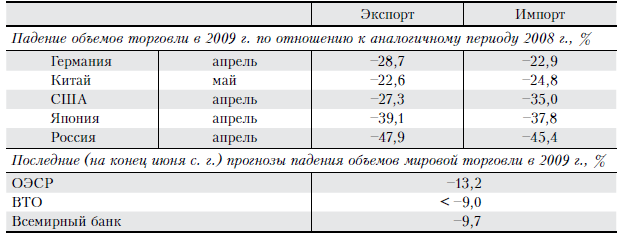 Экспорт Импорт
Падение объемов торговли в 2009 г. по отношению к аналогичному периоду 2008 г., %
Германия апрель −28,7 −22,9
Китай май −22,6 −24,8
США апрель −27,3 −35,0
Япония апрель −39,1 −37,8
Россия апрель −47,9 −45,4
Последние (на конец июня с. г.) прогнозы падения объемов мировой торговли в 2009 г., %
ОЭСР −13,2
ВТО < −9,0
Всемирный банк −9,7